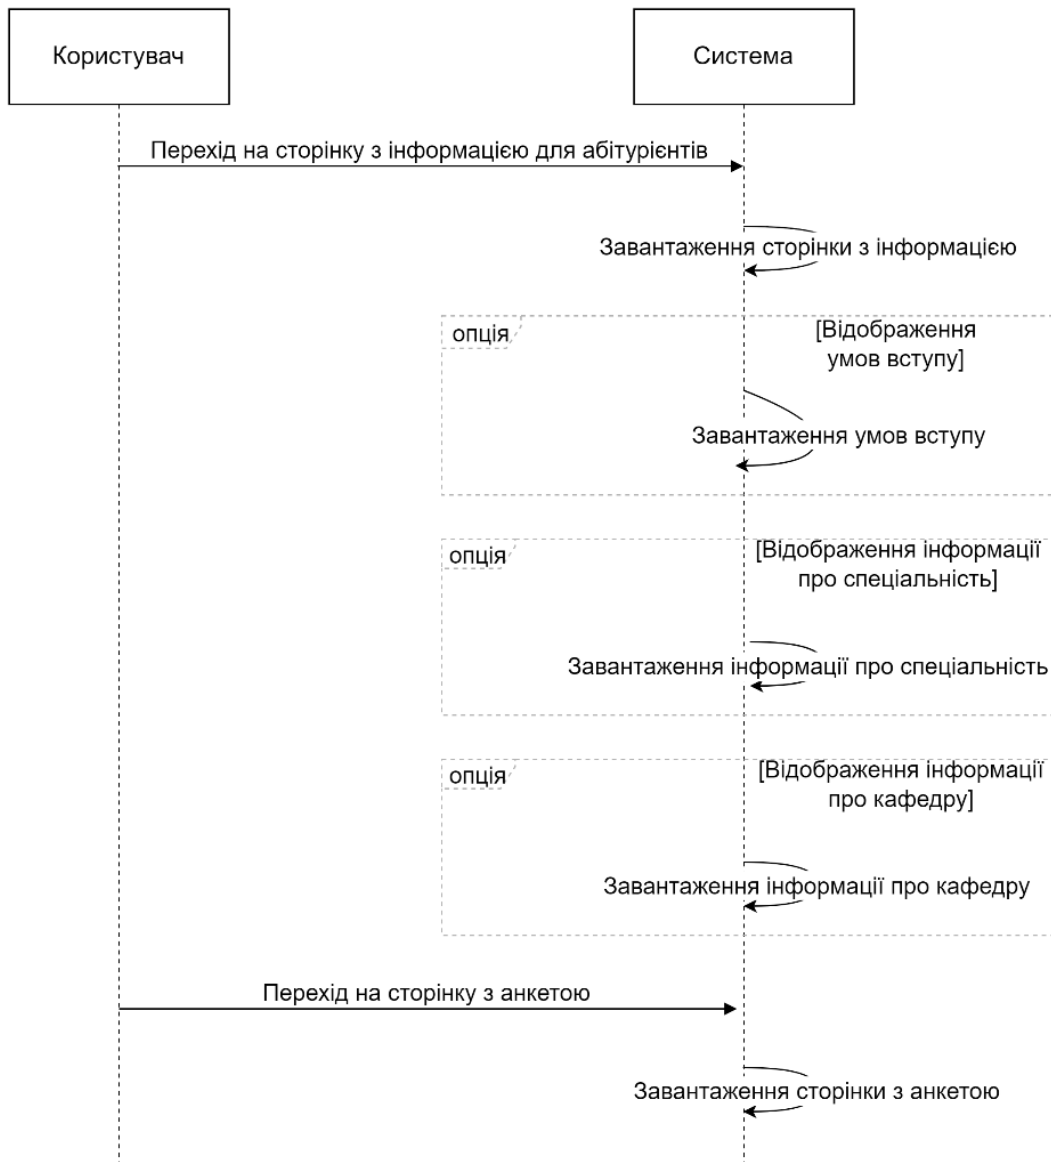 Користувач
Система
Перехід на сторінку з інформацією для абітурієнтів
Завантаження сторінки з інформацією
опція
[Відображення
умов вступу]
Завантаження умов вступу
опція
[Відображення інформації
про спеціальність]
Завантаження інформації про спеціальність
опція
[Відображення інформації
про кафедру]
Завантаження інформації про кафедру
Перехід на сторінку з анкетою
Завантаження сторінки з анкетою